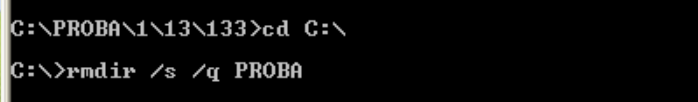 C:\PROBA\1\13\133>cd C:\
C:\>rmdir /s /q PROBA